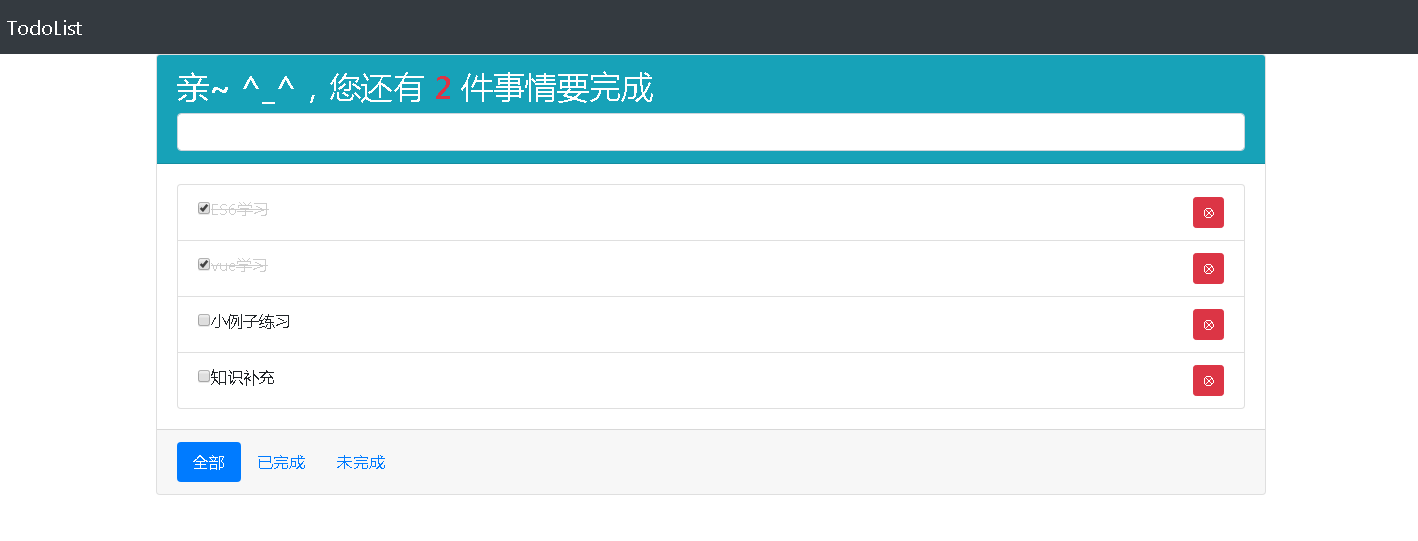 TodoList
亲~ ^_^，您还有 2 件事情要完成
ES6学习
vue学习
小例子练习
知识补充
全部 已完成 未完成